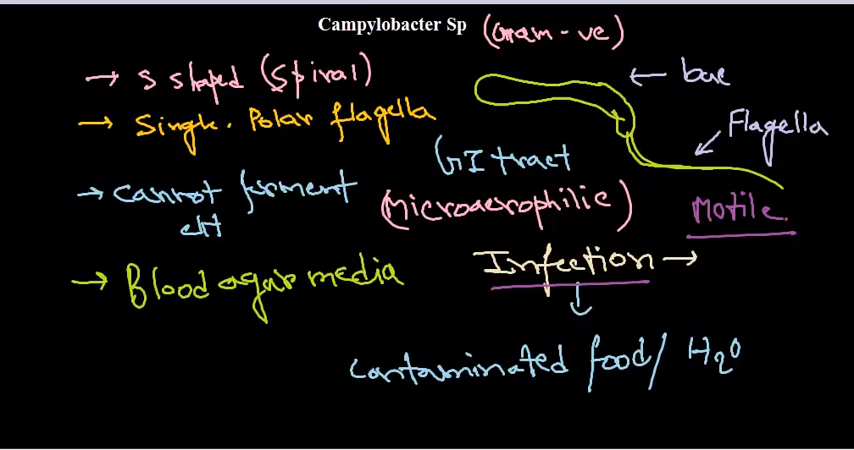 Campylobacter Sp (Gram -ve)
→ S shaped (Spiral)
← bac
→ Single. Polar flagella
Flagella
GI tract
→ Cannot ferment
cH
(Microaerophilic)
Motile.
Infection →
→ Blood agar media
contaminated food/ H2O